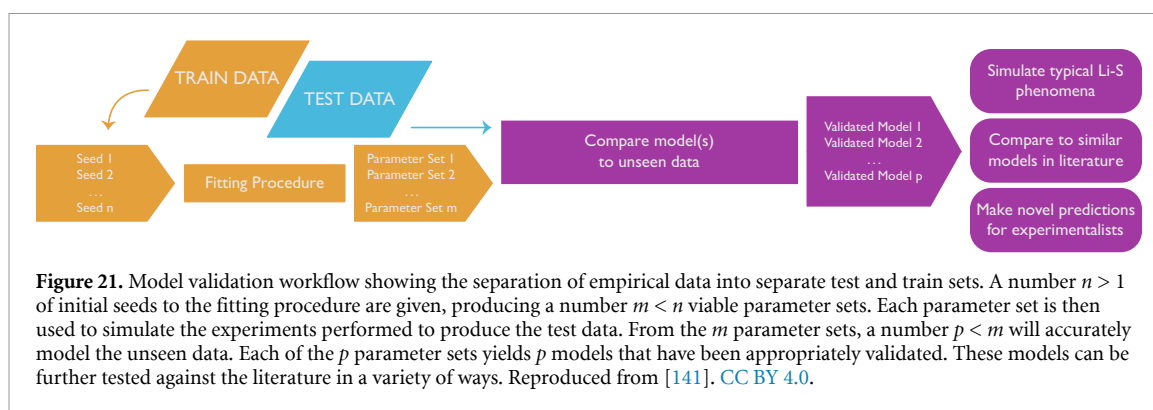 TRAIN DATA
TEST DATA
Seed 1
Seed 2
...
Seed n
Fitting Procedure
Parameter Set 1
Parameter Set 2
...
Parameter Set m
Compare model(s)
to unseen data
Validated Model 1
Validated Model 2
...
Validated Model p
Simulate typical Li-S
phenomena
Compare to similar
models in literature
Make novel predictions
for experimentalists
Figure 21. Model validation workflow showing the separation of empirical data into separate test and train sets. A number n > 1
of initial seeds to the fitting procedure are given, producing a number m < n viable parameter sets. Each parameter set is then
used to simulate the experiments performed to produce the test data. From the m parameter sets, a number p < m will accurately
model the unseen data. Each of the p parameter sets yields p models that have been appropriately validated. These models can be
further tested against the literature in a variety of ways. Reproduced from [141]. CC BY 4.0.